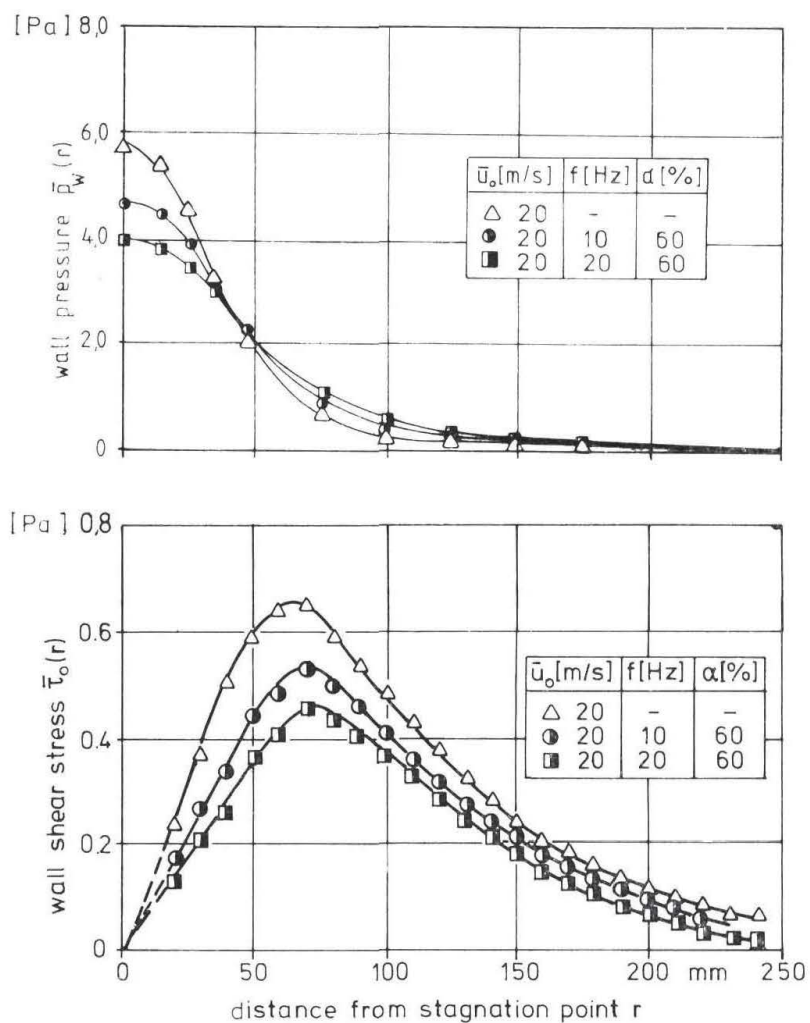 [Pa] 8,0
6,0
4,0
2,0
0
wall pressure p̄w(r)
ūo[m/s] f[Hz] α[%]
△ 20 - -
◑ 20 10 60
◨ 20 20 60
[Pa] 0,8
0.6
0.4
0.2
0
wall shear stress τ̄o(r)
ūo[m/s] f[Hz] α[%]
△ 20 - -
◑ 20 10 60
◨ 20 20 60
0 50 100 150 200 mm 250
distance from stagnation point r